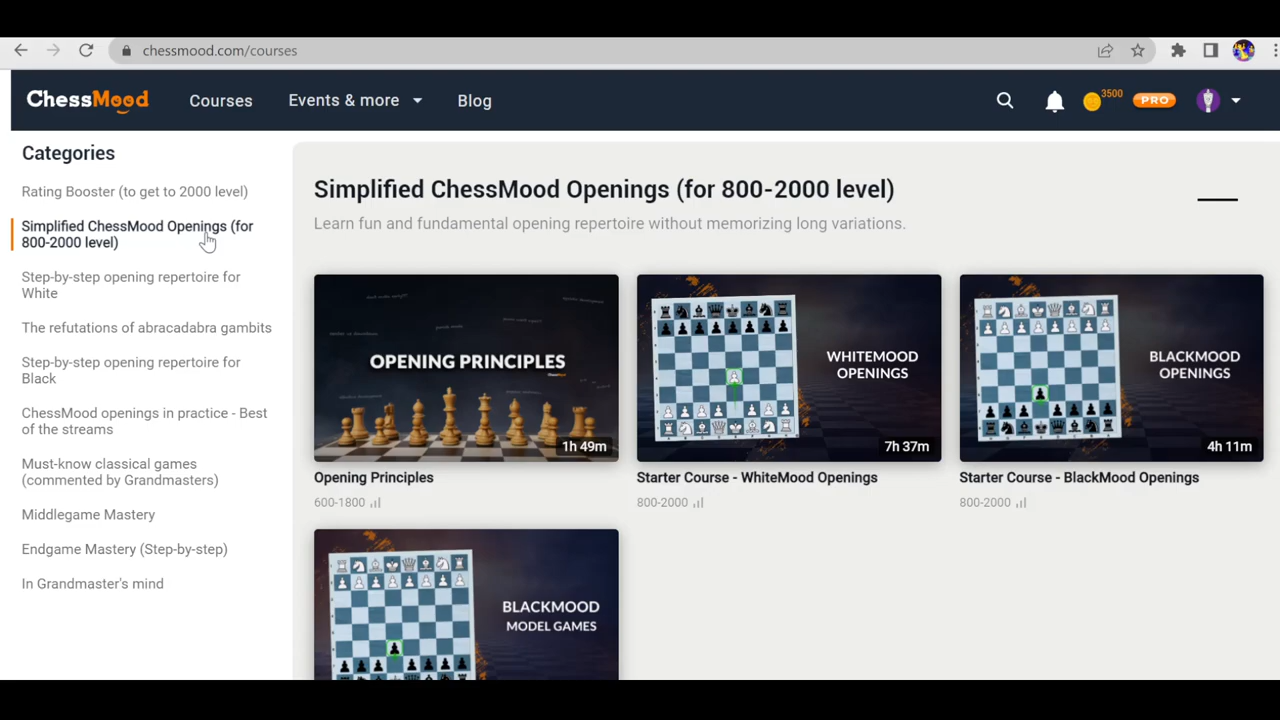 chessmood.com/courses
ChessMood
Courses
Events & more
Blog
3500
PRO
Categories
Rating Booster (to get to 2000 level)
Simplified ChessMood Openings (for
800-2000 level)
Step-by-step opening repertoire for
White
The refutations of abracadabra gambits
Step-by-step opening repertoire for
Black
ChessMood openings in practice - Best
of the streams
Must-know classical games
(commented by Grandmasters)
Middlegame Mastery
Endgame Mastery (Step-by-step)
In Grandmaster's mind
Simplified ChessMood Openings (for 800-2000 level)
Learn fun and fundamental opening repertoire without memorizing long variations.
OPENING PRINCIPLES
1h 49m
Opening Principles
600-1800
WHITEMOOD
OPENINGS
7h 37m
Starter Course - WhiteMood Openings
800-2000
BLACKMOOD
OPENINGS
4h 11m
Starter Course - BlackMood Openings
800-2000
BLACKMOOD
MODEL GAMES